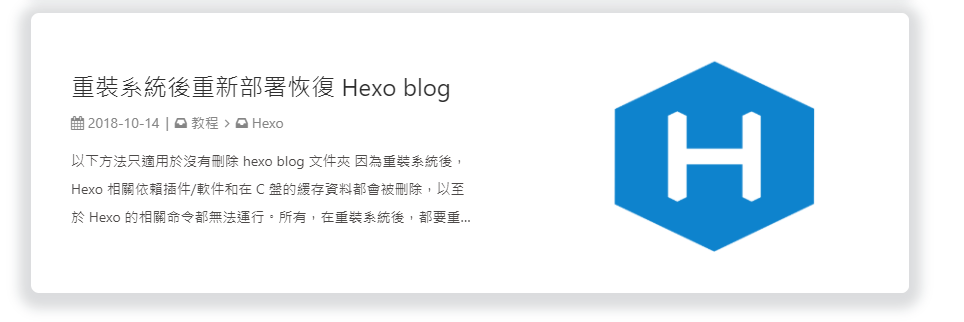 重裝系統後重新部署恢復 Hexo blog
2018-10-14 | 教程 > Hexo
以下方法只適用於沒有刪除 hexo blog 文件夾 因為重裝系統後，
Hexo 相關依賴插件/軟件和在 C 盤的緩存資料都會被刪除，以至
於 Hexo 的相關命令都無法運行。所有，在重裝系統後，都要重...
H